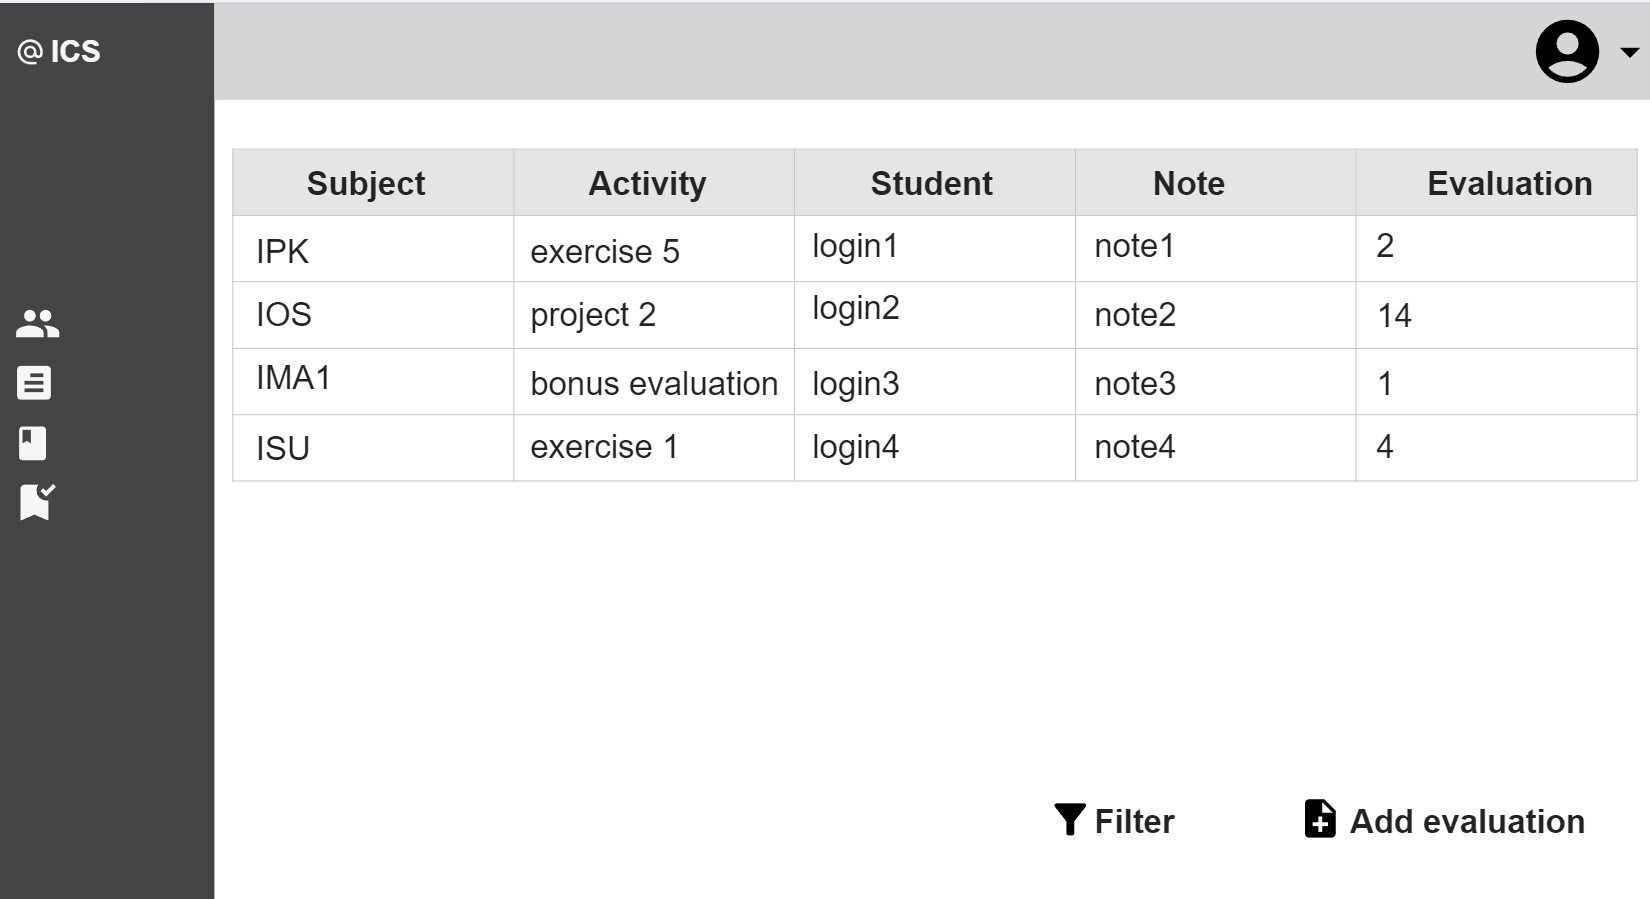 @ ICS
Subject Activity Student Note Evaluation
IPK exercise 5 login1 note1 2
IOS project 2 login2 note2 14
IMA1 bonus evaluation login3 note3 1
ISU exercise 1 login4 note4 4
Filter Add evaluation